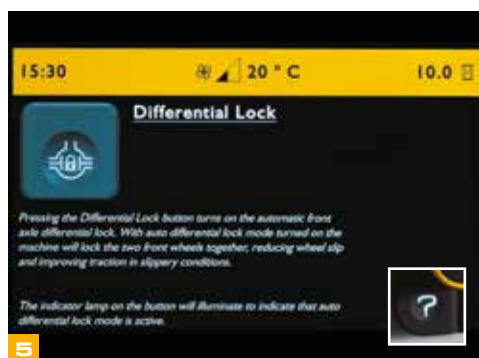 15:30 20 ° C 10.0
Differential Lock
Pressing the Differential Lock button turns on the automatic front
axle differential lock. With auto differential lock mode turned on the
machine will lock the two front wheels together, reducing wheel slip
and improving traction in slippery conditions.
The indicator lamp on the button will illuminate to indicate that auto
differential lock mode is active.
?
5